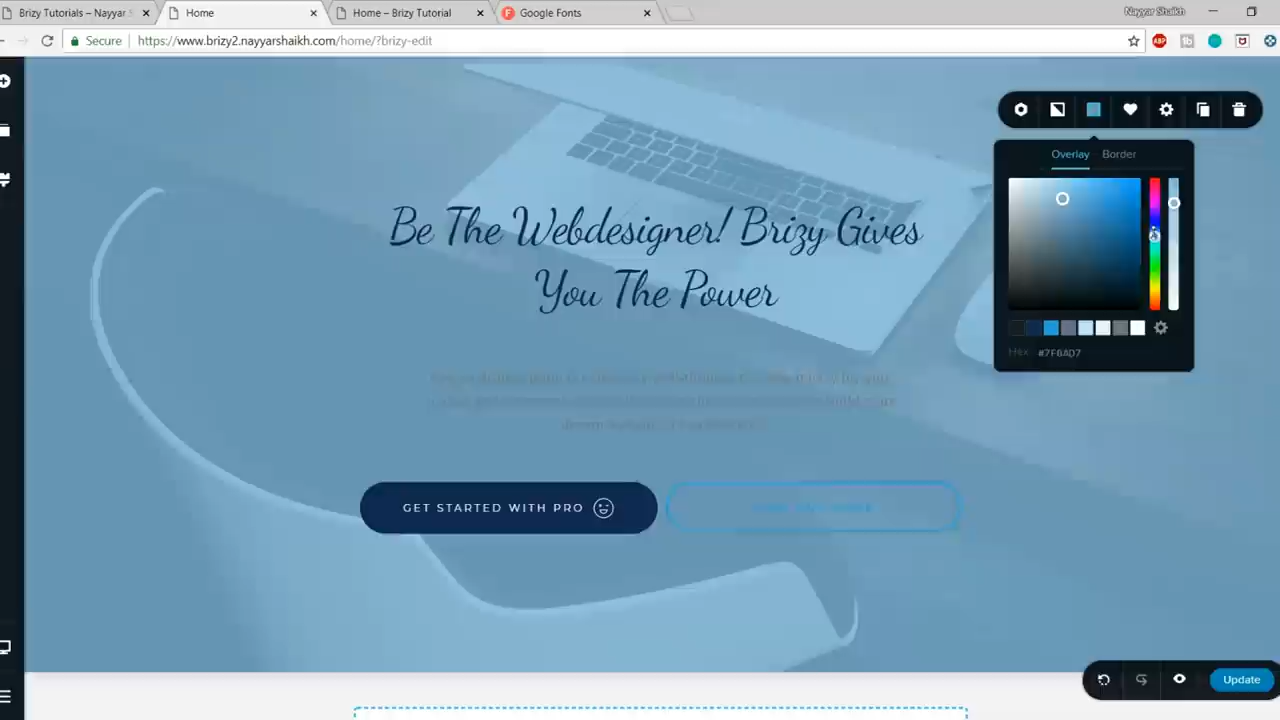 Brizy Tutorials – Nayyar S
Home
Home – Brizy Tutorial
Google Fonts
Nayyar Shaikh
Secure
https://www.brizy2.nayyarshaikh.com/home/?brizy-edit
ABP
Overlay
Border
Be The Webdesigner! Brizy Gives
You The Power
GET STARTED WITH PRO
Hex
Update